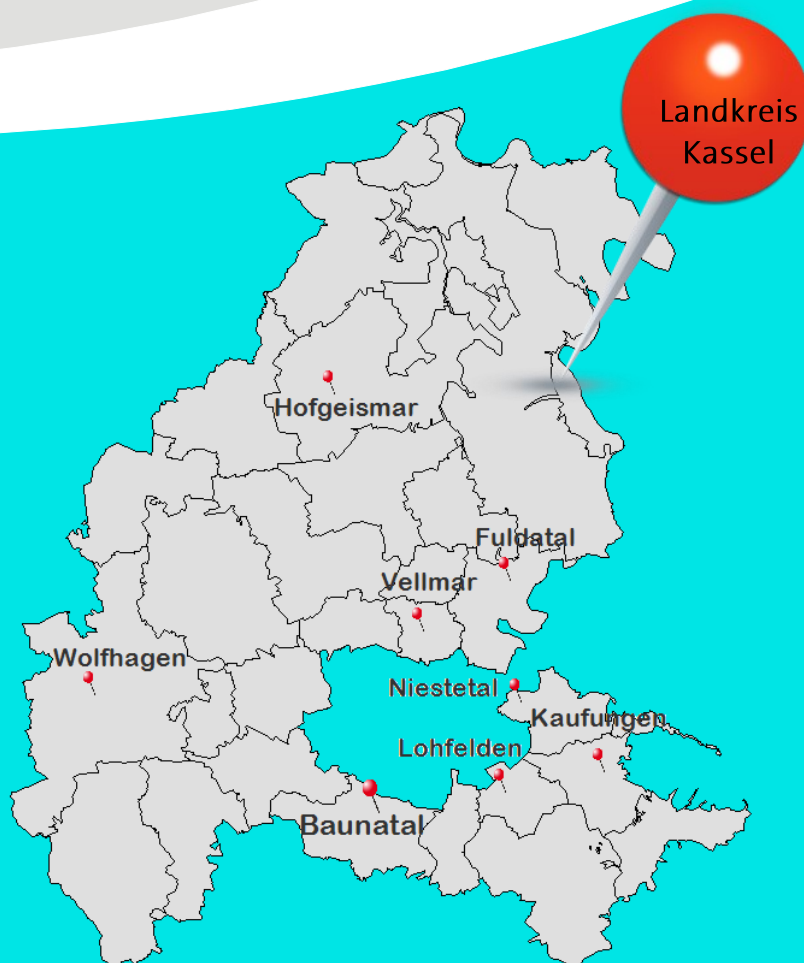 Landkreis
Kassel
Hofgeismar
Fuldatal
Vellmar
Wolfhagen
Niestetal
Kaufungen
Lohfelden
Baunatal